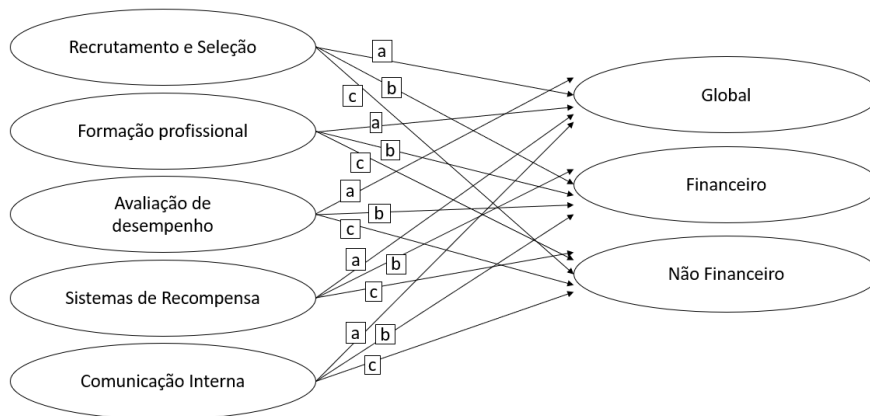 Recrutamento e Seleção
a
b
c
Global
Formação profissional
a
b
c
Financeiro
Avaliação de
desempenho
a
b
c
Não Financeiro
Sistemas de Recompensa
a
b
c
Comunicação Interna
a
b
c